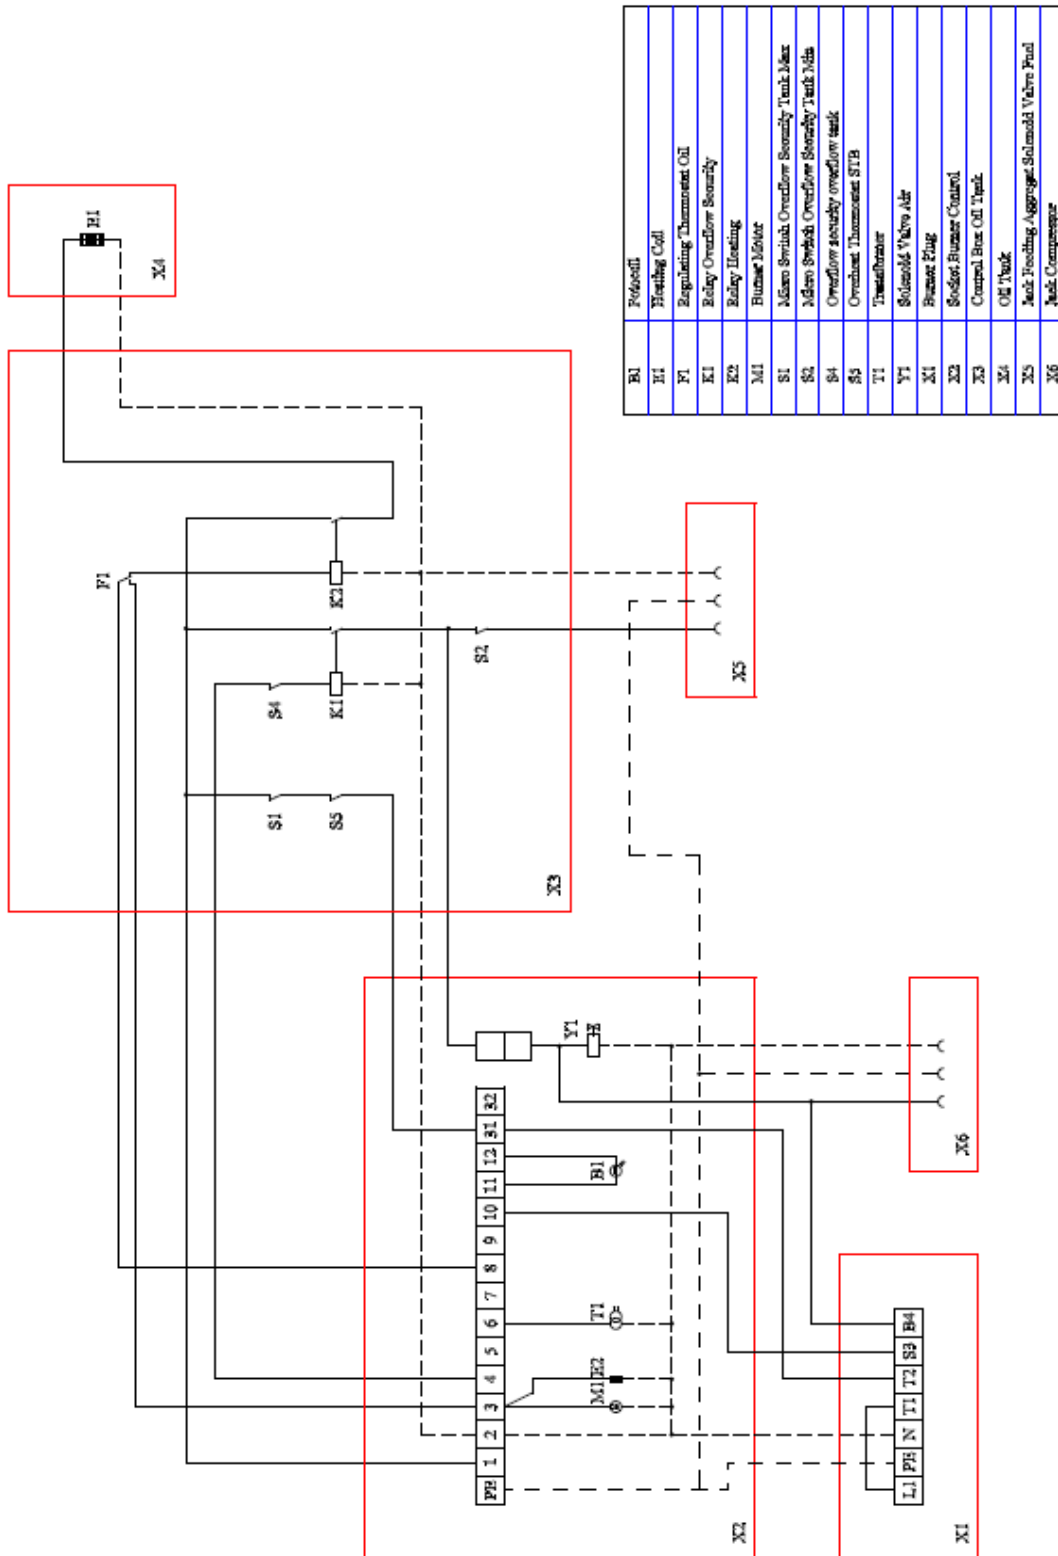 B1 Fotocell
H1 Heating Coil
F1 Regulating Thermostat Oil
K1 Relay Overflow Security
K2 Relay Heating
M1 Burner Motor
S1 Micro Switch Overflow Security Tank Max
S2 Micro Switch Overflow Security Tank Min
S4 Overflow security overflow tank
S5 Overheat Thermostat STB
T1 Transformer
Y1 Solenoid Valve Air
X1 Burner Plug
X2 Socket Burner Control
X3 Control Box Oil Tank
X4 Oil Tank
X5 Jack Feeding Aggregat Solenoid Valve Fuel
X6 Jack Compressor
H1
X4
F1
K2
S2
S4
K1
S1
S5
X3
X5
PE 1 2 3 4 5 6 7 8 9 10 11 12 B1 B2
M1 E2
T1
B1
Y1
X2
X6
L1 PE N T1 T2 S3 B4
X1